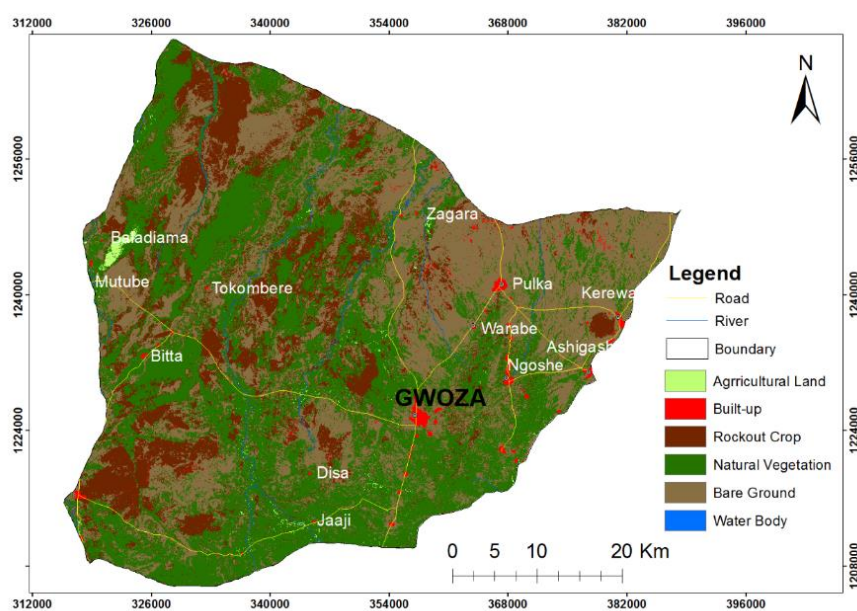 312000 326000 340000 354000 368000 382000 396000
N
1256000 1256000
Zagara
Bafadiama
Mutube Tokombere Pulka Kerewa
1240000 1240000
Warabe
Bitta Ashigash
Ngoshe
GWOZA
1224000 1224000
Disa
Jaaji
Legend
Road
River
Boundary
Agrricultural Land
Built-up
Rockout Crop
Natural Vegetation
Bare Ground
Water Body
0 5 10 20 Km
1208000
312000 326000 340000 354000 368000 382000 396000